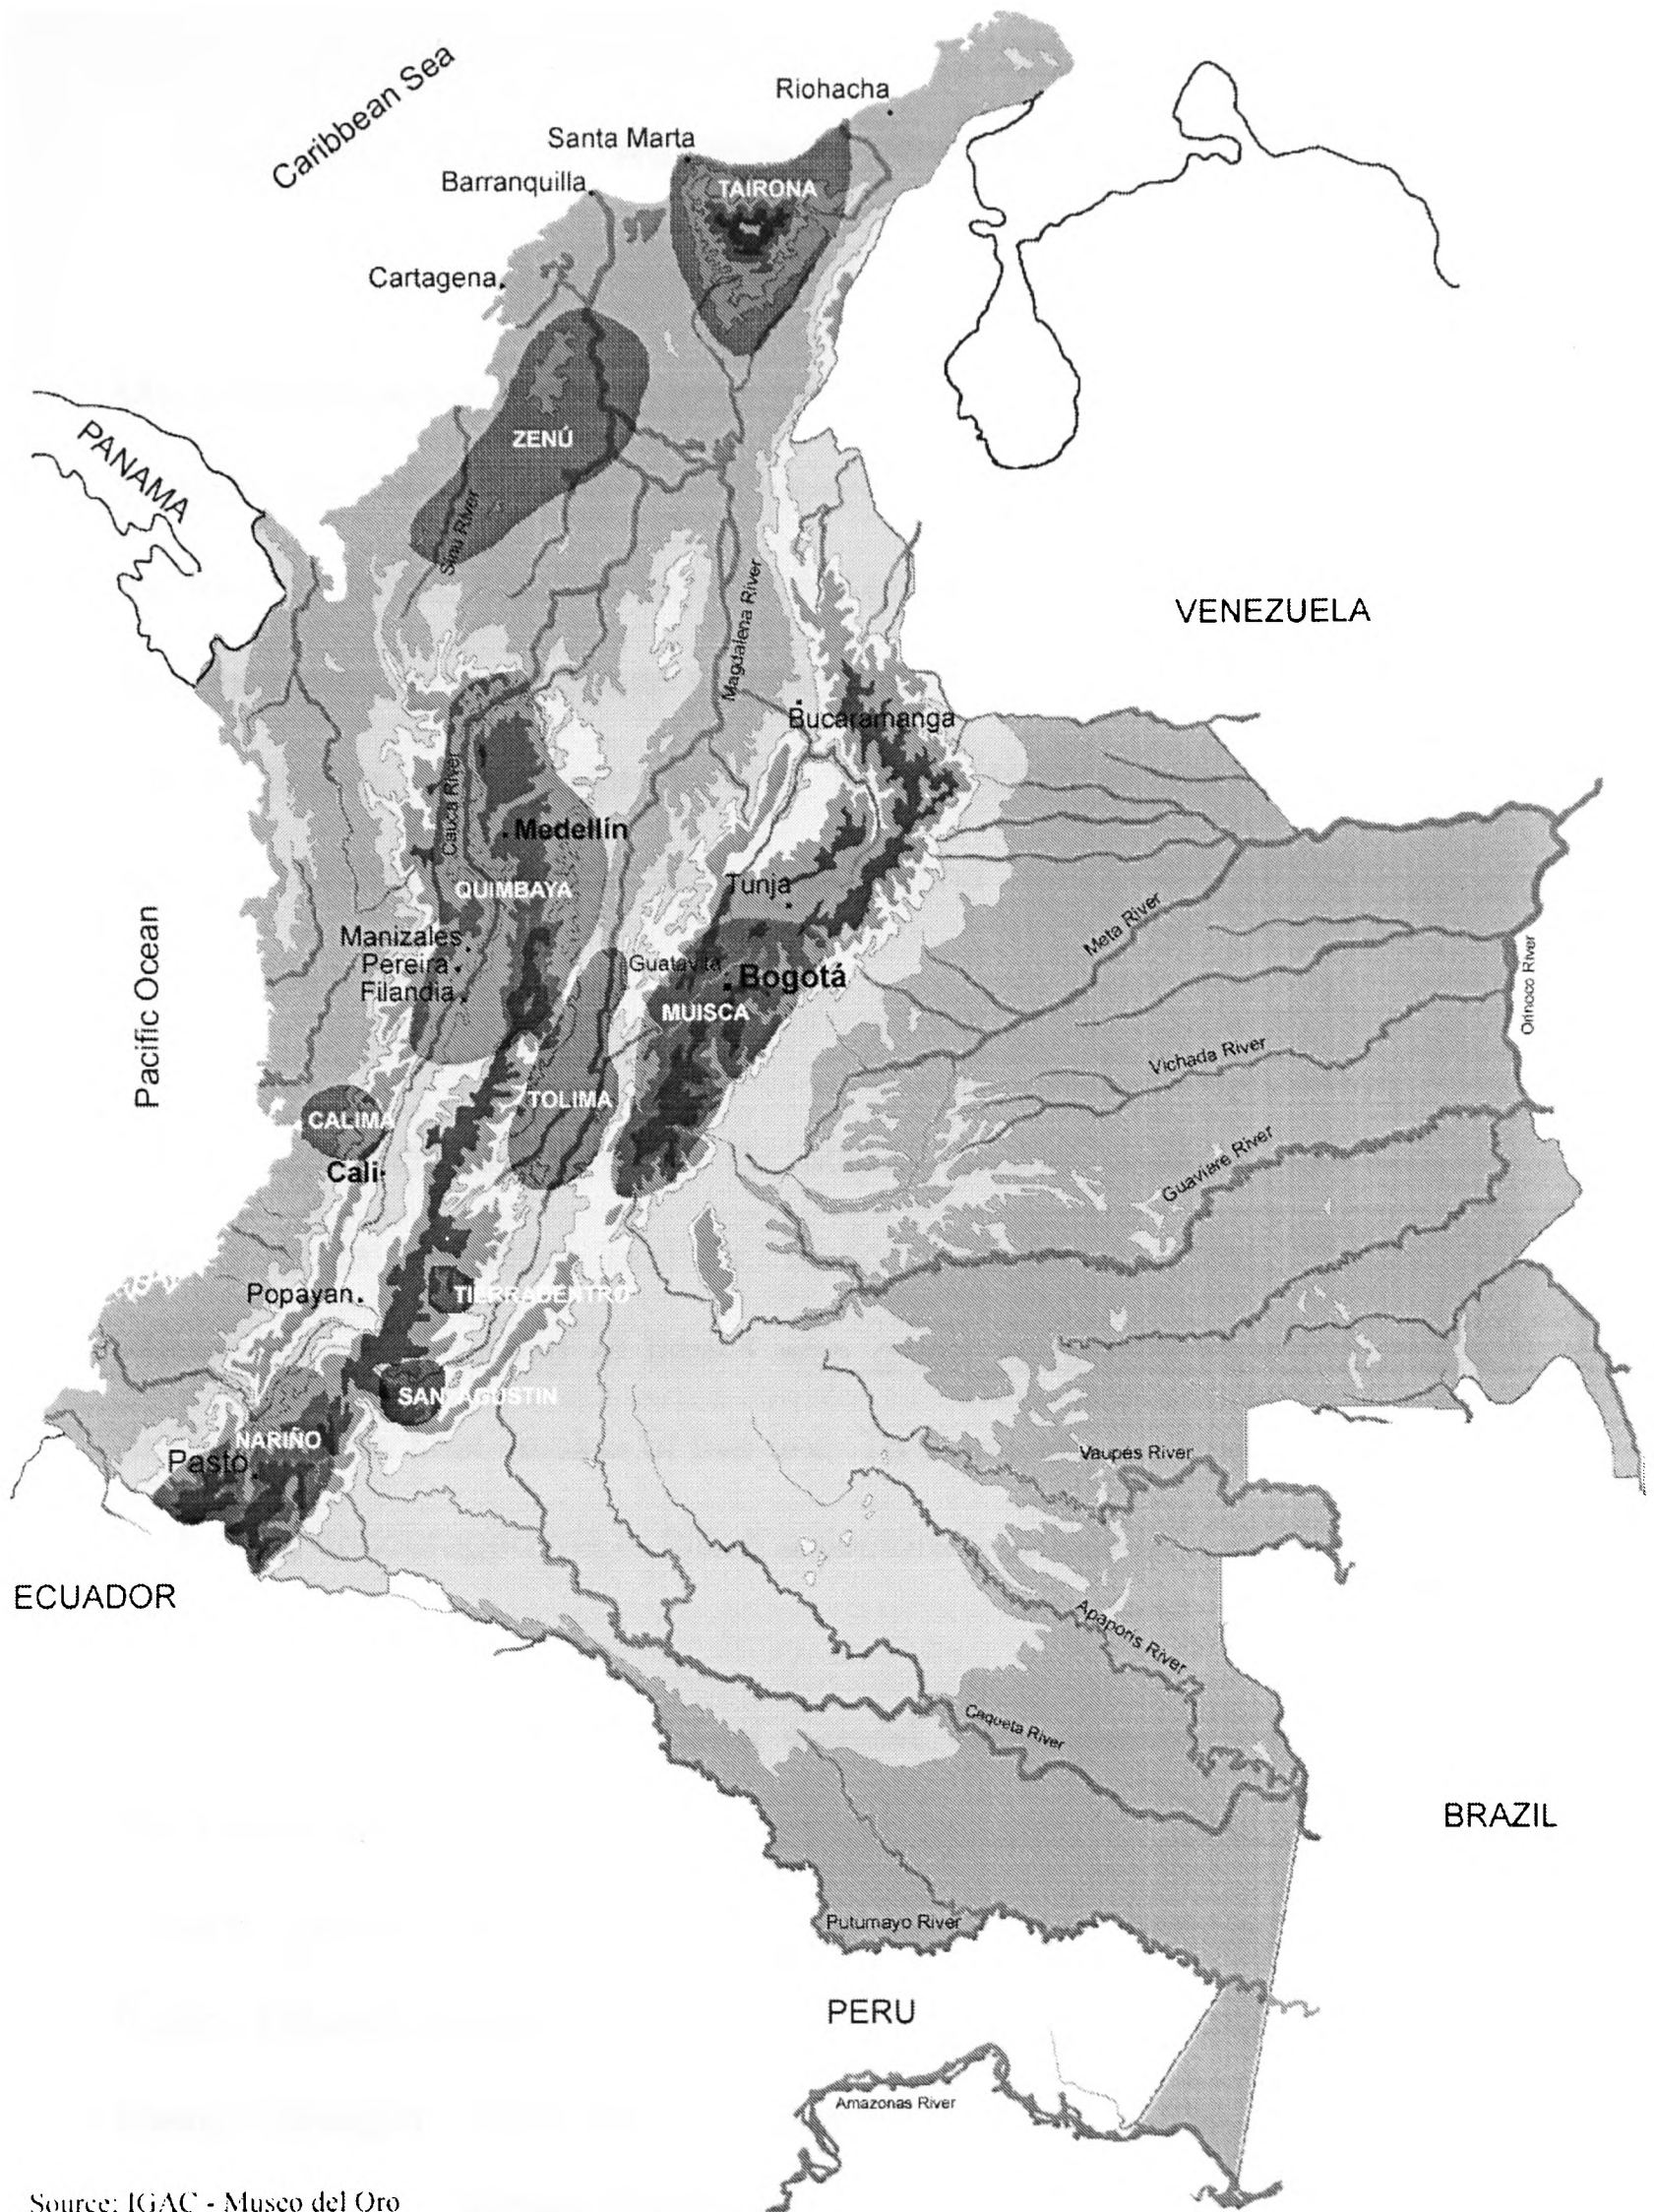 Caribbean Sea
Riohacha
Santa Marta
Barranquilla
TAIRONA
Cartagena
ZENÚ
PANAMA
Sinu River
Magdalena River
VENEZUELA
Bucaramanga
Cauca River
Medellín
QUIMBAYA
Tunja
Meta River
Pacific Ocean
Manizales
Pereira
Filandia
Guatavita
Bogotá
MUISCA
Orinoco River
Vichada River
TOLIMA
CALIMA
Cali
Guaviare River
Popayan
TIERRADENTRO
SAN AGUSTIN
NARIÑO
Pasto
Vaupés River
ECUADOR
Apaporis River
Caqueta River
BRAZIL
Putumayo River
PERU
Amazonas River
Source: IGAC - Museo del Oro